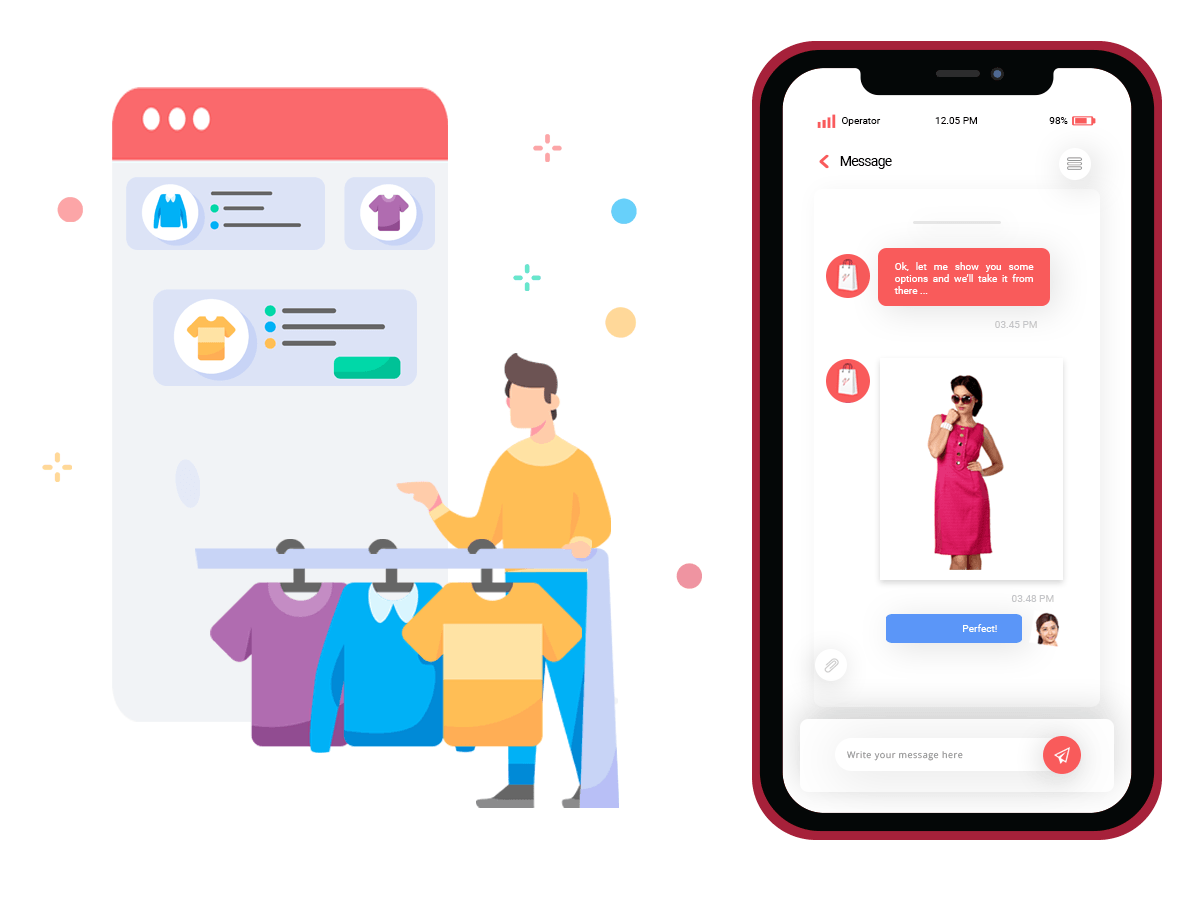 Operator 12.05 PM 98%
Message
Ok, let me show you some
options and we'll take it from
there ...
03.45 PM
03.48 PM
Perfect!
Write your message here